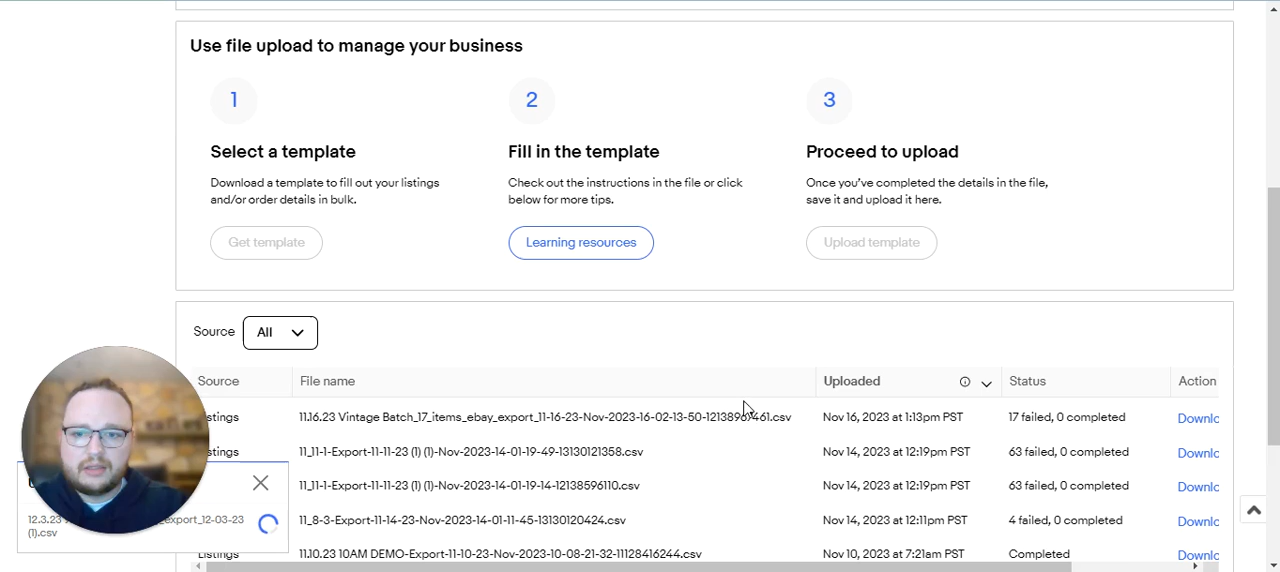 Use file upload to manage your business
1
2
3
Select a template
Fill in the template
Proceed to upload
Download a template to fill out your listings
and/or order details in bulk.
Check out the instructions in the file or click
below for more tips.
Once you've completed the details in the file,
save it and upload it here.
Get template
Learning resources
Upload template
Source
All
Source
File name
Uploaded
Status
Action
stings
11.16.23 Vintage Batch_17_items_ebay_export_11-16-23-Nov-2023-16-02-13-50-1213896/461.csv
Nov 16, 2023 at 1:13pm PST
17 failed, 0 completed
Downlo
stings
11_11-1-Export-11-11-23 (1) (1)-Nov-2023-14-01-19-49-13130121358.csv
Nov 14, 2023 at 12:19pm PST
63 failed, 0 completed
Downlo
11_11-1-Export-11-11-23 (1) (1)-Nov-2023-14-01-19-14-12138596110.csv
Nov 14, 2023 at 12:19pm PST
63 failed, 0 completed
Downlo
11_8-3-Export-11-14-23-Nov-2023-14-01-11-45-13130120424.csv
Nov 14, 2023 at 12:11pm PST
4 failed, 0 completed
Downlo
Listings
11.10.23 10AM DEMO-Export-11-10-23-Nov-2023-10-08-21-32-11128416244.csv
Nov 10, 2023 at 7:21am PST
Completed
Downlo
12.3.23
export_12-03-23
(1).csv